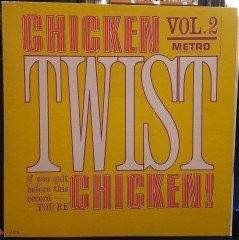 CHICKEN VOL.2
METRO
TWIST
if you quit
before this
record—
YOU'RE
CHICKEN!